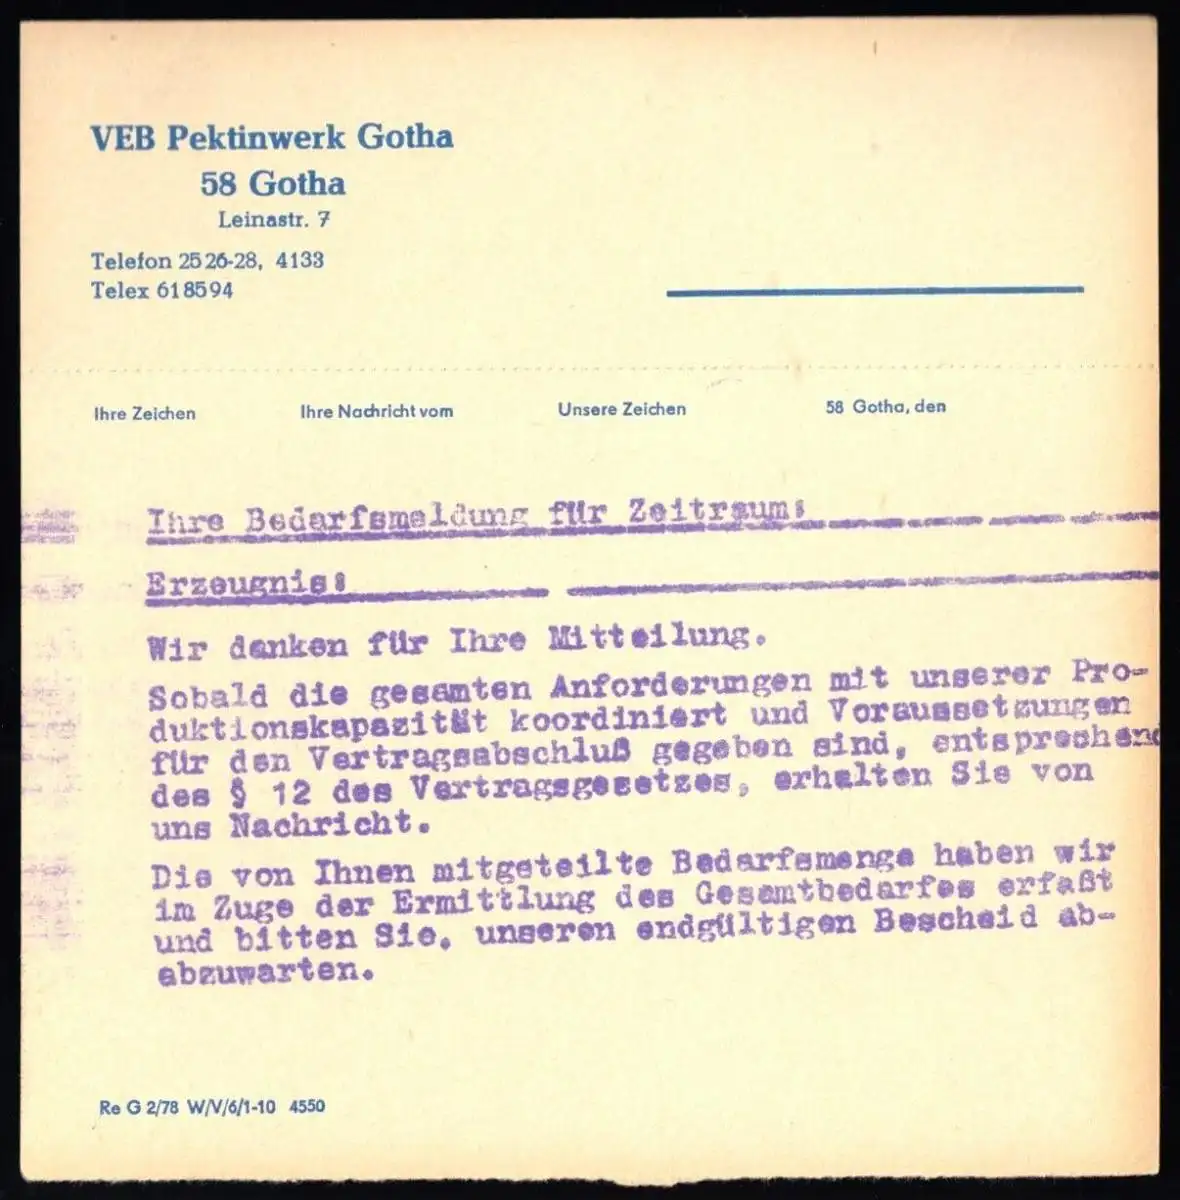 VEB Pektinwerk Gotha
58 Gotha
Leinastr. 7
Telefon 25 26-28, 4133
Telex 618594
Ihre Zeichen Ihre Nachricht vom Unsere Zeichen 58 Gotha, den
Ihre Bedarfsmeldung für Zeitraum:
Erzeugnis:
Wir danken für Ihre Mitteilung.
Sobald die gesamten Anforderungen mit unserer Pro-
duktionskapazität koordiniert und Voraussetzungen
für den Vertragsabschluß gegeben sind, entsprechend
des § 12 des Vertragsgesetzes, erhalten Sie von
uns Nachricht.
Die von Ihnen mitgeteilte Bedarfsmenge haben wir
im Zuge der Ermittlung des Gesamtbedarfes erfaßt
und bitten Sie, unseren endgültigen Bescheid ab-
abzuwarten.
Re G 2/78 W/V/6/1-10 4550